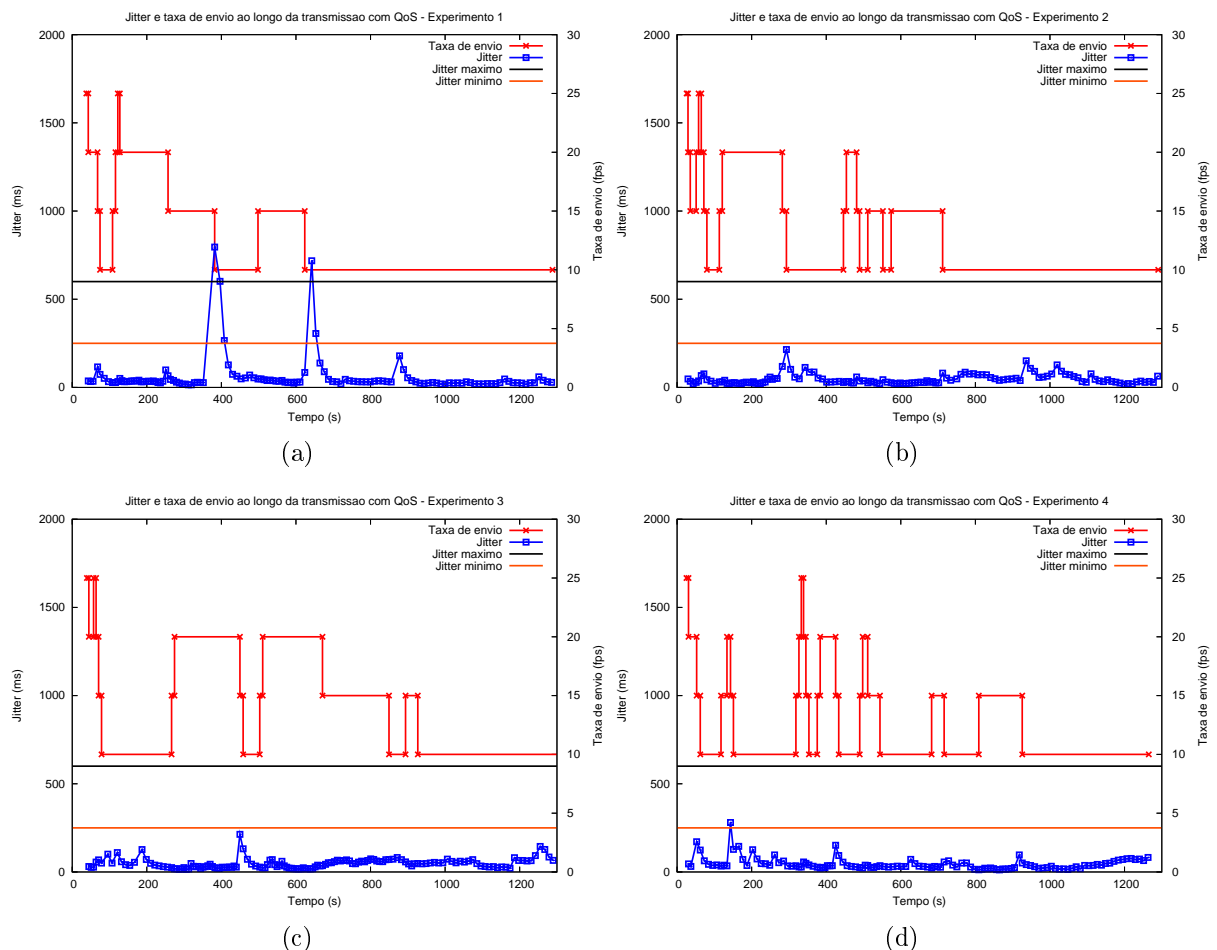 Jitter e taxa de envio ao longo da transmissao com QoS - Experimento 1
2000
1500
1000
500
0
Jitter (ms)
30
25
20
15
10
5
0
Taxa de envio (fps)
Taxa de envio
Jitter
Jitter maximo
Jitter minimo
0 200 400 600 800 1000 1200
Tempo (s)
(a)
Jitter e taxa de envio ao longo da transmissao com QoS - Experimento 2
2000
1500
1000
500
0
Jitter (ms)
30
25
20
15
10
5
0
Taxa de envio (fps)
Taxa de envio
Jitter
Jitter maximo
Jitter minimo
0 200 400 600 800 1000 1200
Tempo (s)
(b)
Jitter e taxa de envio ao longo da transmissao com QoS - Experimento 3
2000
1500
1000
500
0
Jitter (ms)
30
25
20
15
10
5
0
Taxa de envio (fps)
Taxa de envio
Jitter
Jitter maximo
Jitter minimo
0 200 400 600 800 1000 1200
Tempo (s)
(c)
Jitter e taxa de envio ao longo da transmissao com QoS - Experimento 4
2000
1500
1000
500
0
Jitter (ms)
30
25
20
15
10
5
0
Taxa de envio (fps)
Taxa de envio
Jitter
Jitter maximo
Jitter minimo
0 200 400 600 800 1000 1200
Tempo (s)
(d)